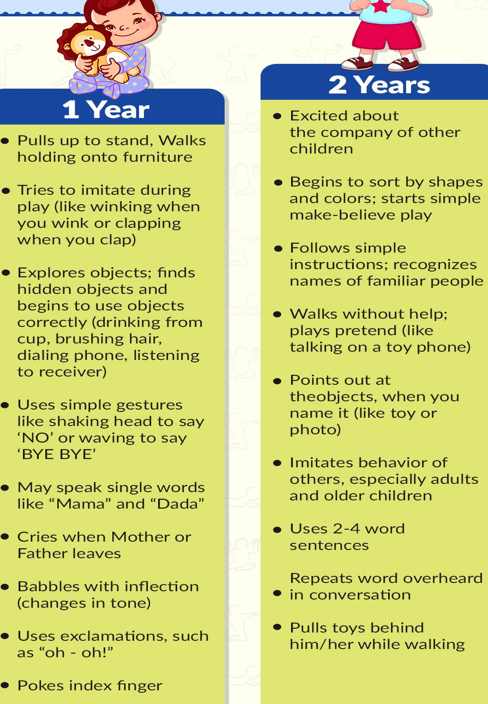 1 Year
• Pulls up to stand, Walks
holding onto furniture
• Tries to imitate during
play (like winking when
you wink or clapping
when you clap)
• Explores objects; finds
hidden objects and
begins to use objects
correctly (drinking from
cup, brushing hair,
dialing phone, listening
to receiver)
• Uses simple gestures
like shaking head to say
‘NO’ or waving to say
‘BYE BYE’
• May speak single words
like “Mama” and “Dada”
• Cries when Mother or
Father leaves
• Babbles with inflection
(changes in tone)
• Uses exclamations, such
as “oh - oh!”
• Pokes index finger
2 Years
• Excited about
the company of other
children
• Begins to sort by shapes
and colors; starts simple
make-believe play
• Follows simple
instructions; recognizes
names of familiar people
• Walks without help;
plays pretend (like
talking on a toy phone)
• Points out at
theobjects, when you
name it (like toy or
photo)
• Imitates behavior of
others, especially adults
and older children
• Uses 2-4 word
sentences
Repeats word overheard
• in conversation
• Pulls toys behind
him/her while walking